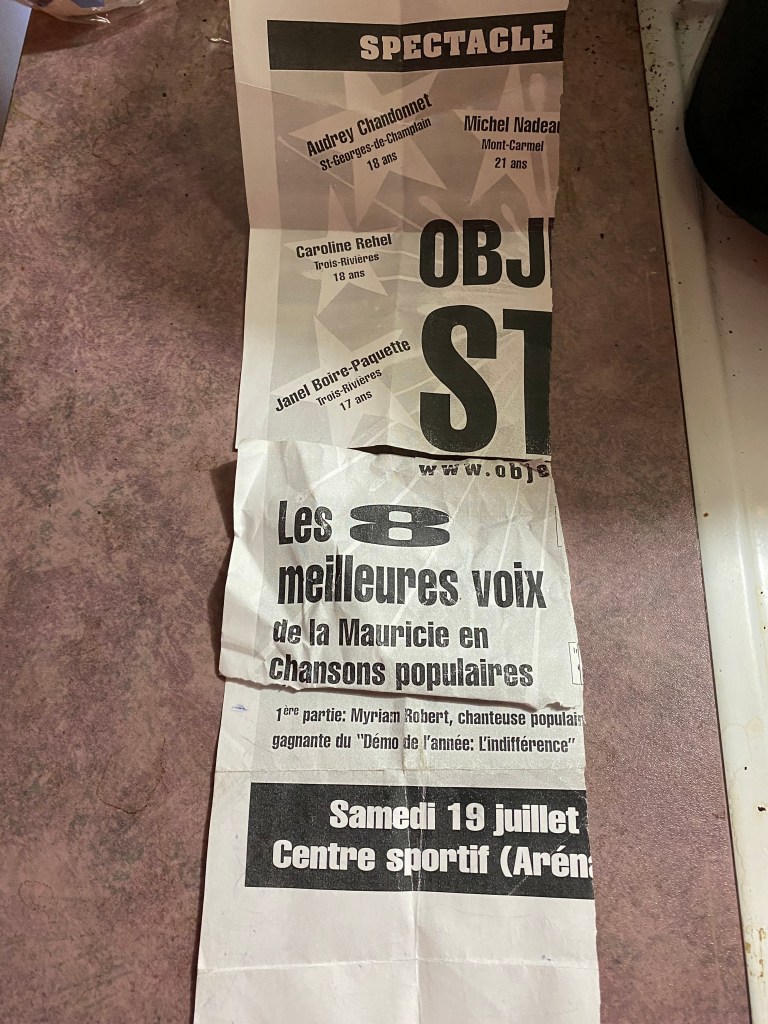 SPECTACLE
Audrey Chandonnet
St-Georges-de-Champlain
18 ans
Michel Nadeau
Mont-Carmel
21 ans
Caroline Rehel
Trois-Rivières
18 ans
OBJ
Janel Boire-Paquette
Trois-Rivières
17 ans
ST
www.obje
Les 8
meilleures voix
de la Mauricie en
chansons populaires
1ère partie: Myriam Robert, chanteuse populair
gagnante du "Démo de l'année: L'indifférence"
Samedi 19 juillet
Centre sportif (Aréna